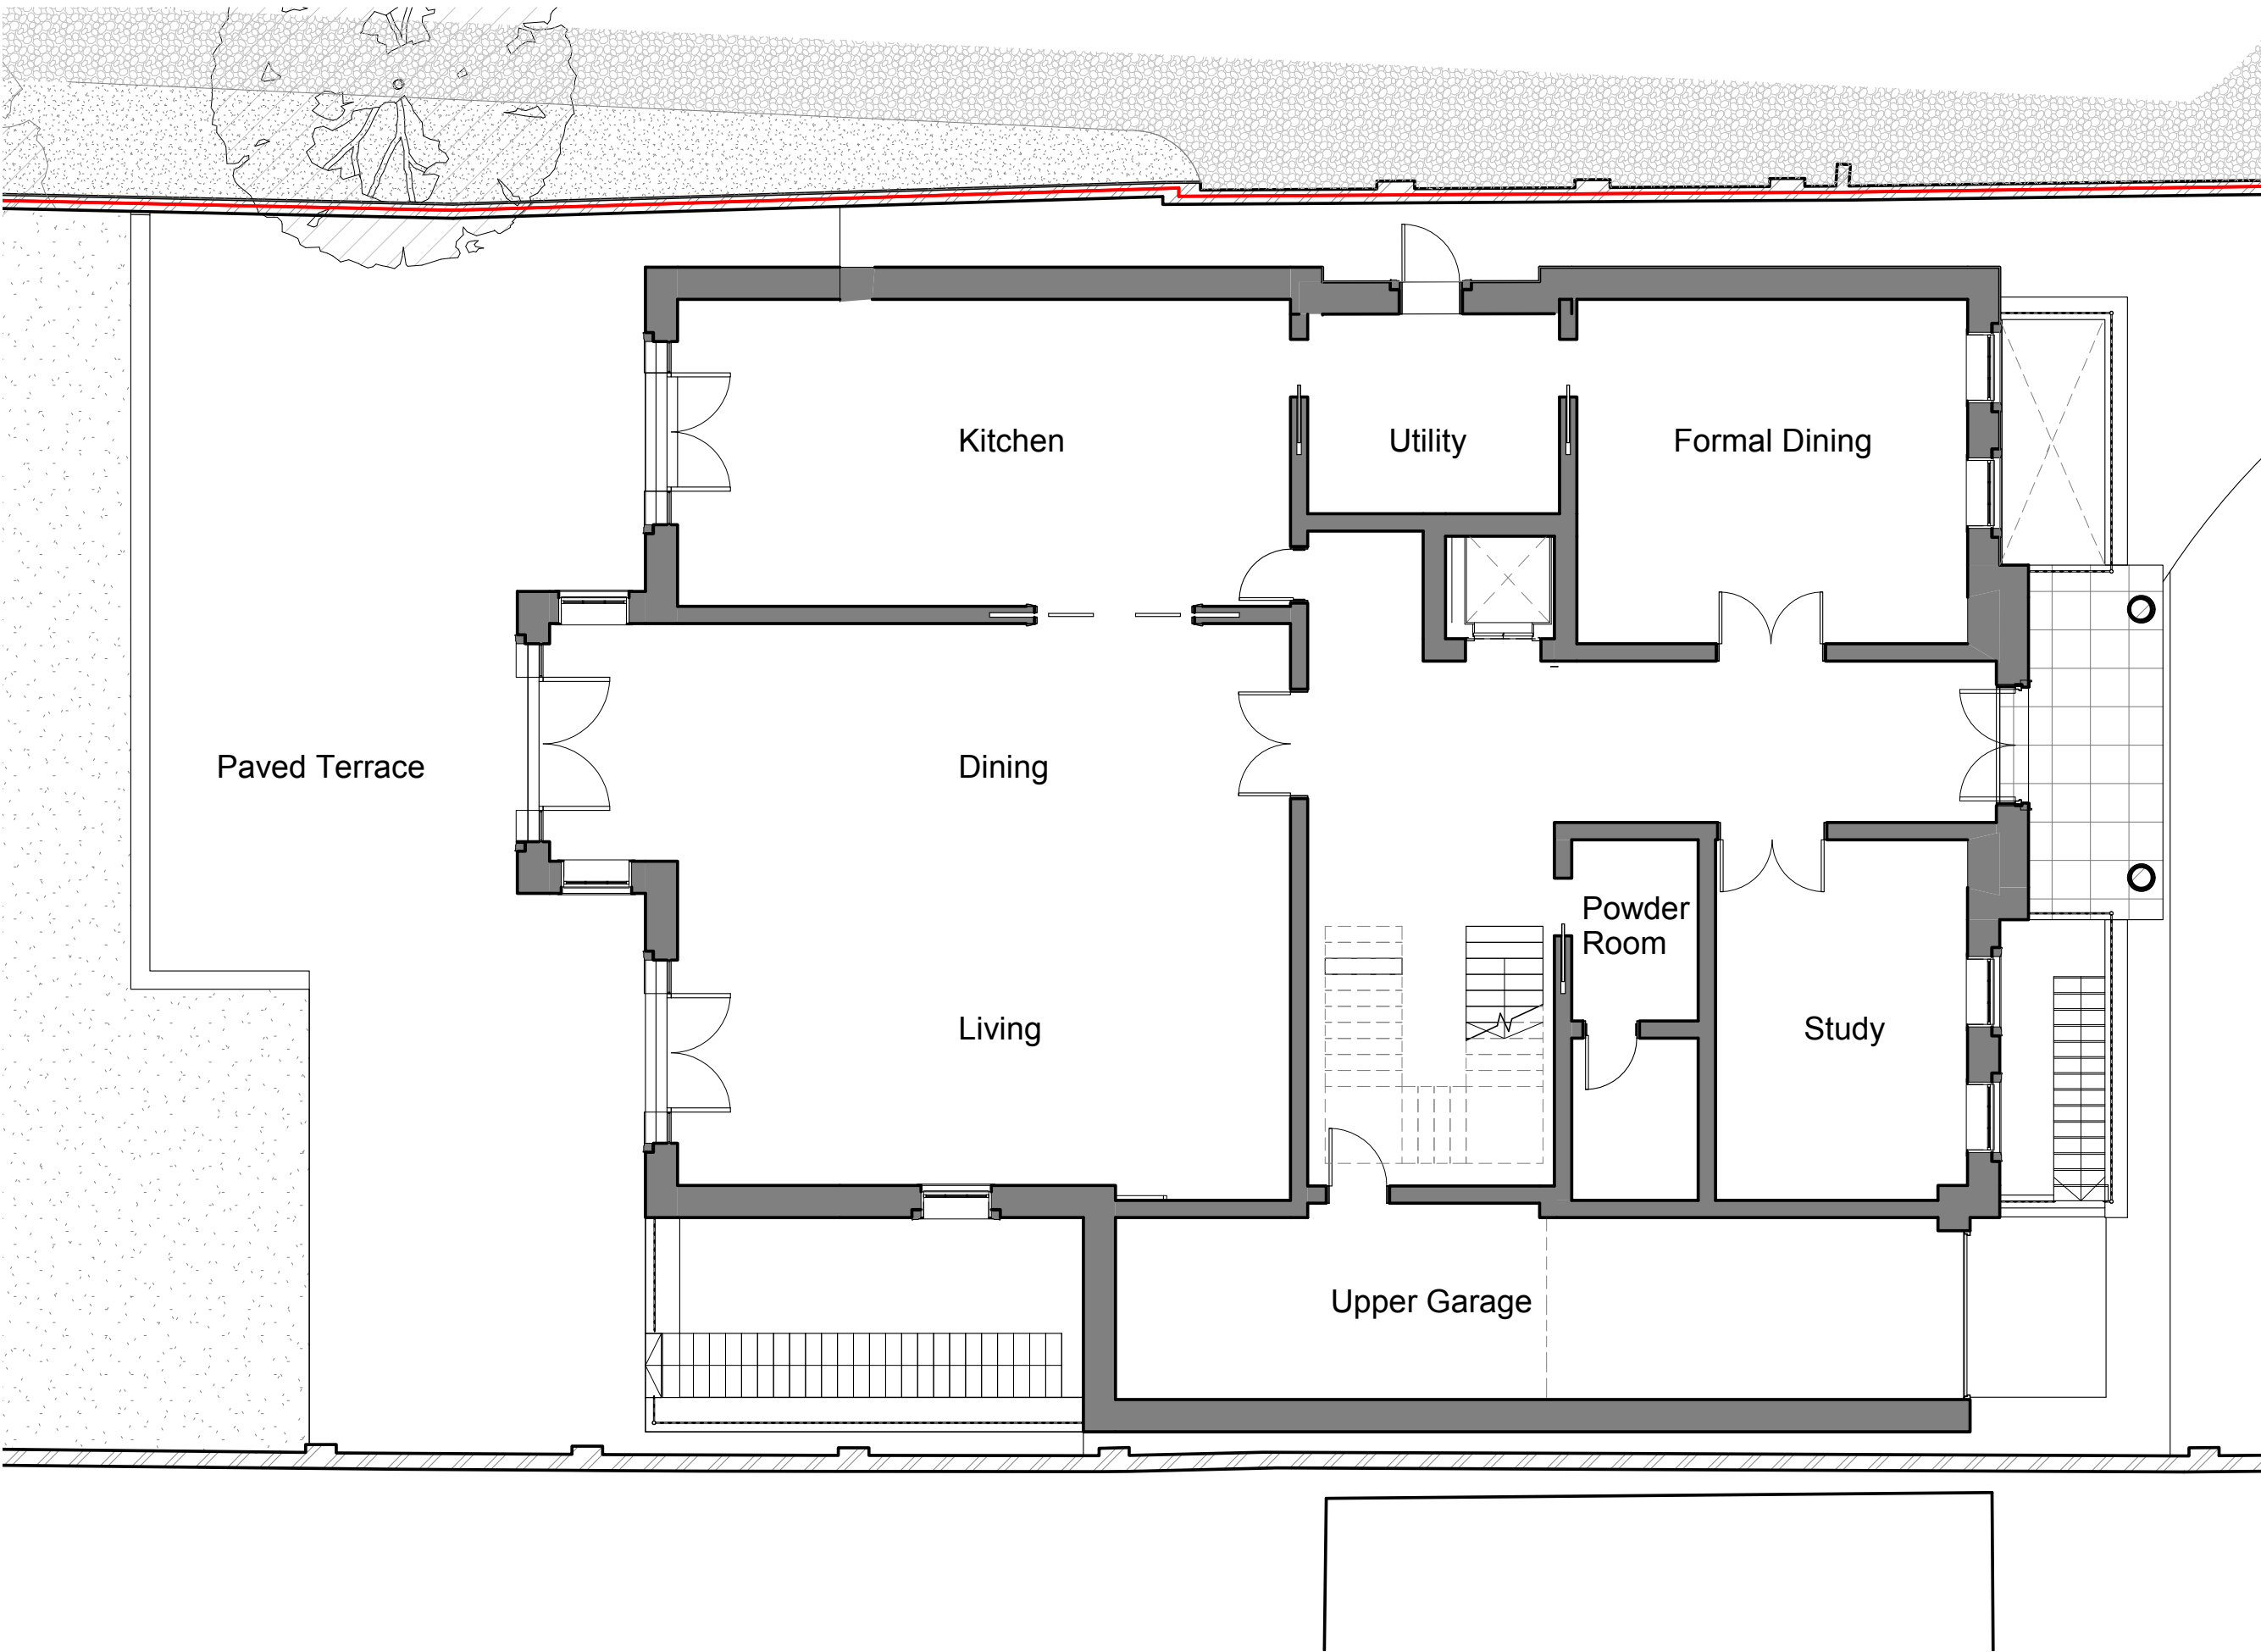 Kitchen
Utility
Formal Dining
Paved Terrace
Dining
Powder
Room
Living
Study
Upper Garage